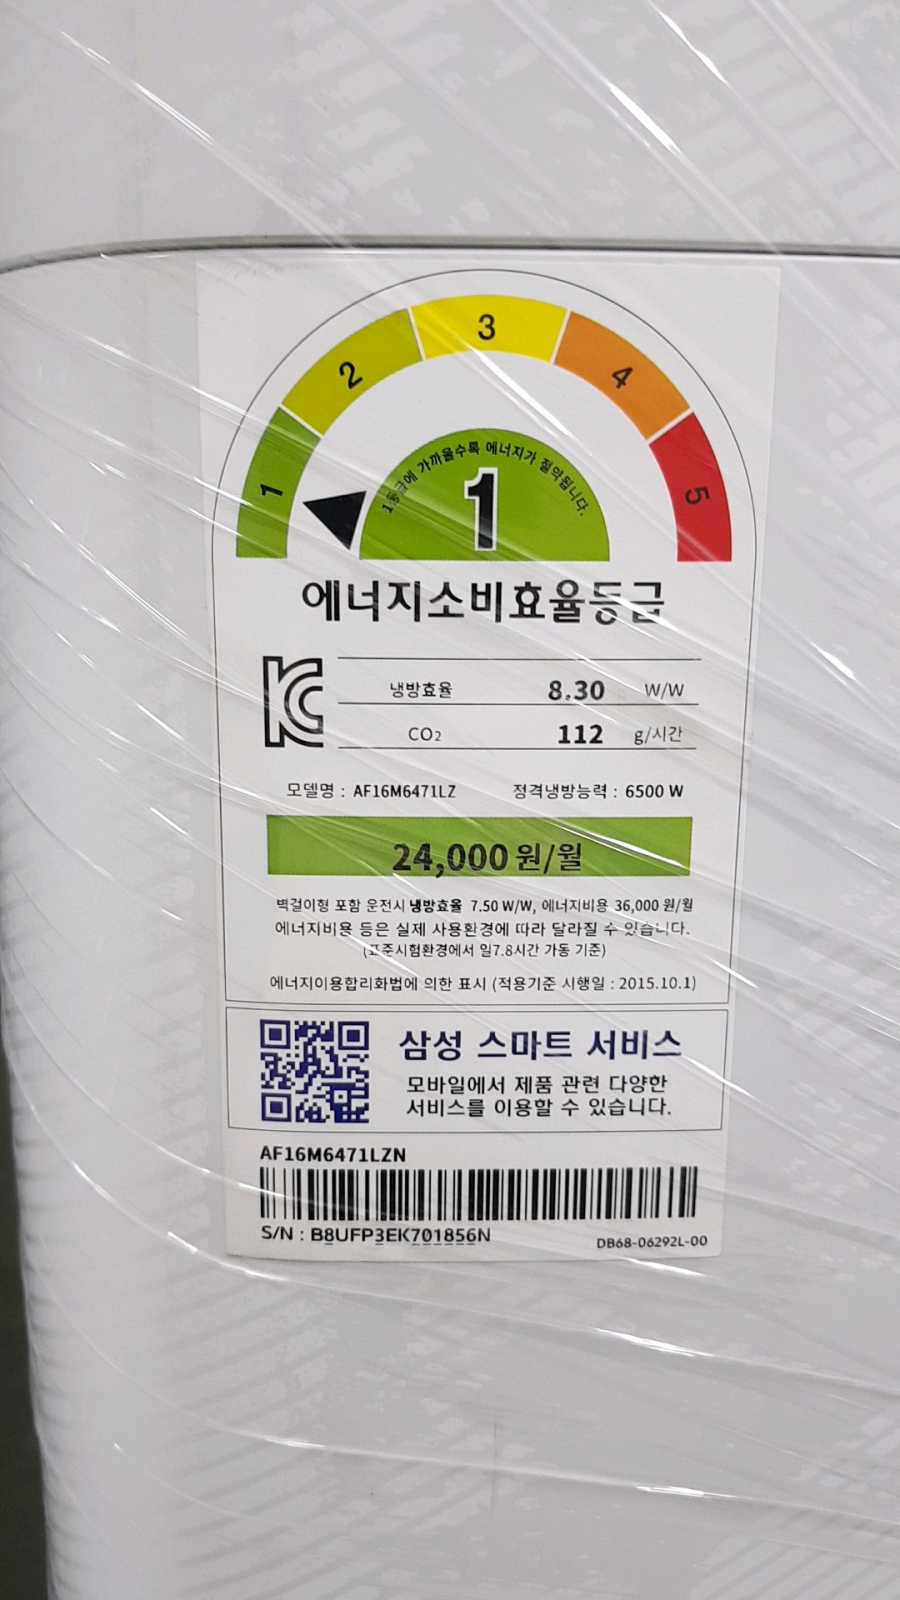 1 2 3 4 5
1등급에 가까울수록 에너지가 절약됩니다.
1
에너지소비효율등급
냉방효율 8.30 W/W
CO₂ 112 g/시간
모델명 : AF16M6471LZ 정격냉방능력 : 6500 W
24,000 원/월
벽걸이형 포함 운전시 냉방효율 7.50 W/W, 에너지비용 36,000 원/월
에너지비용 등은 실제 사용환경에 따라 달라질 수 있습니다.
(표준시험환경에서 일7.8시간 가동 기준)
에너지이용합리화법에 의한 표시 (적용기준 시행일 : 2015.10.1)
삼성 스마트 서비스
모바일에서 제품 관련 다양한
서비스를 이용할 수 있습니다.
AF16M6471LZN
S/N : B8UFP3EK701856N
DB68-06292L-00